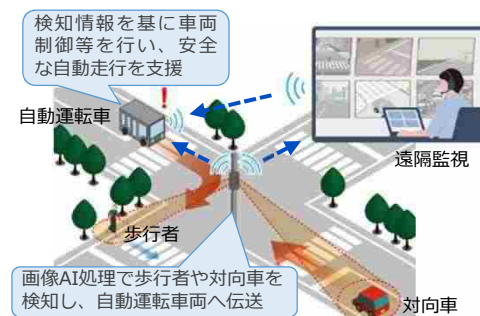 検知情報を基に車両
制御等を行い、安全
な自動走行を支援
自動運転車
遠隔監視
歩行者
画像AI処理で歩行者や対向車を
検知し、自動運転車両へ伝送
対向車